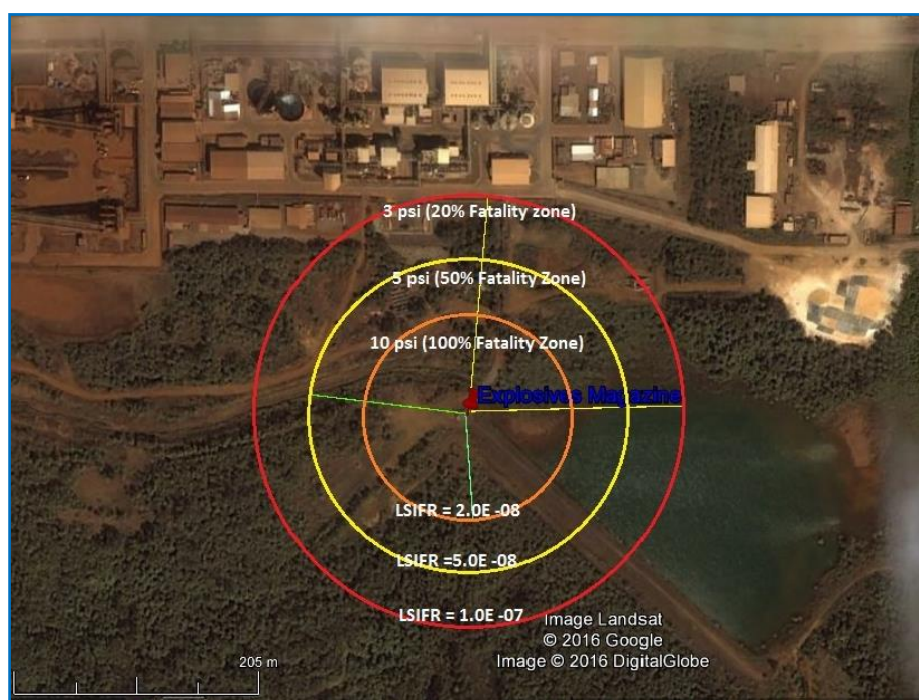 3 psi (20% Fatality zone)
5 psi (50% Fatality Zone)
10 psi (100% Fatality Zone)
Explosives Magazine
LSIFR = 2.0E -08
LSIFR =5.0E -08
LSIFR = 1.0E -07
Image Landsat
© 2016 Google
Image © 2016 DigitalGlobe
205 m